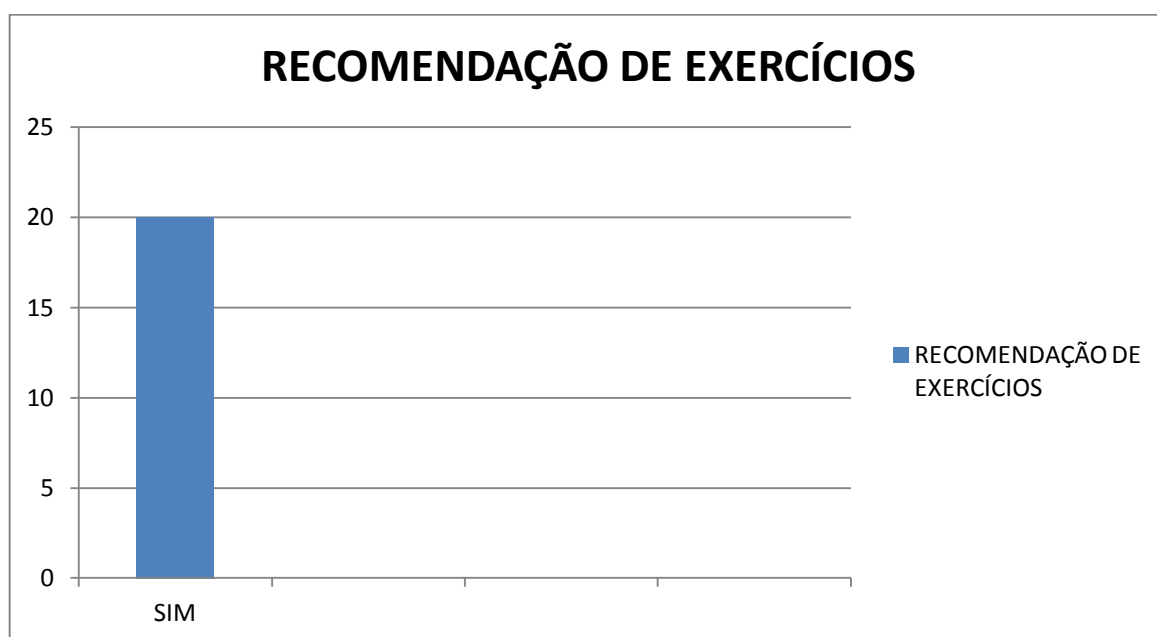 RECOMENDAÇÃO DE EXERCÍCIOS
25
20
15
10
5
0
SIM
RECOMENDAÇÃO DE
EXERCÍCIOS